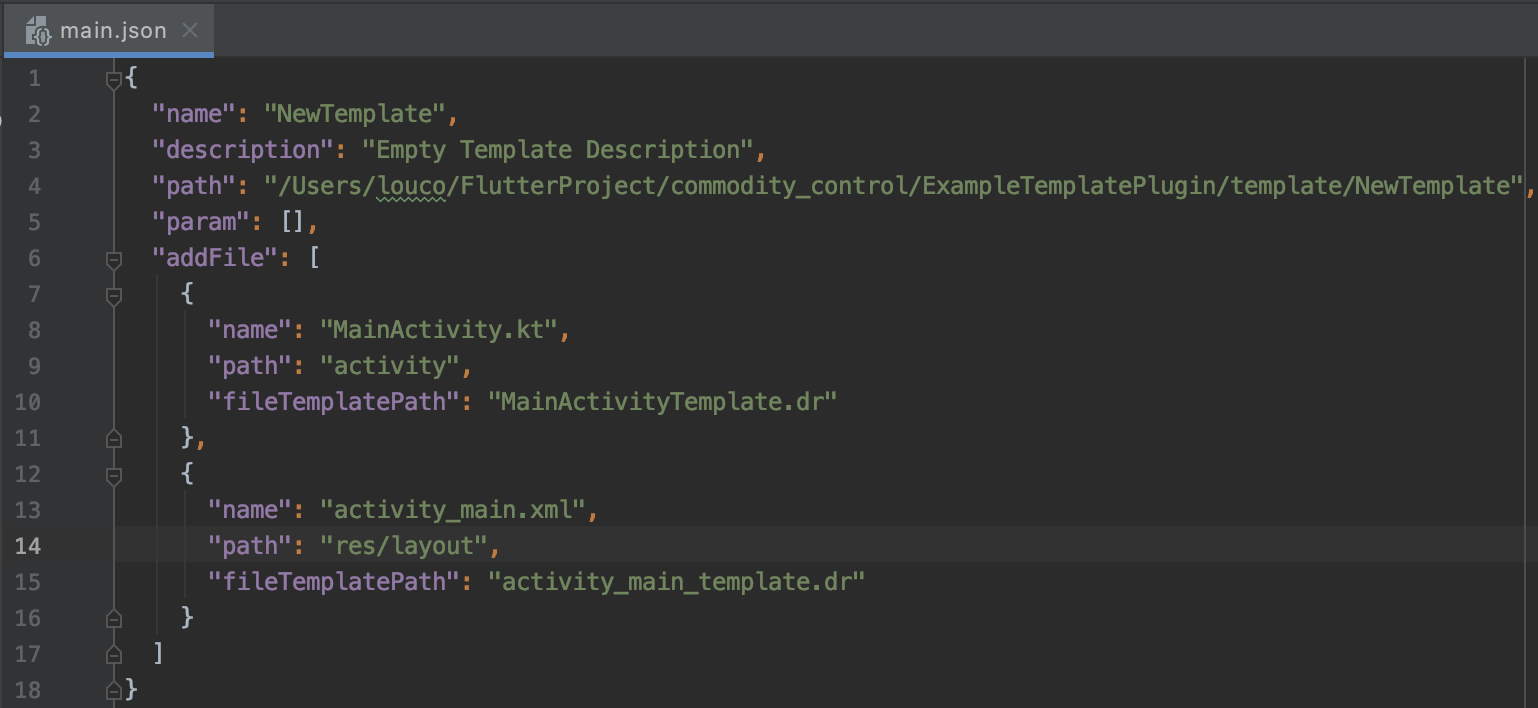 main.json
1 {
2 "name": "NewTemplate",
3 "description": "Empty Template Description",
4 "path": "/Users/louco/FlutterProject/commodity_control/ExampleTemplatePlugin/template/NewTemplate",
5 "param": [],
6 "addFile": [
7 {
8 "name": "MainActivity.kt",
9 "path": "activity",
10 "fileTemplatePath": "MainActivityTemplate.dr"
11 },
12 {
13 "name": "activity_main.xml",
14 "path": "res/layout",
15 "fileTemplatePath": "activity_main_template.dr"
16 }
17 ]
18 }